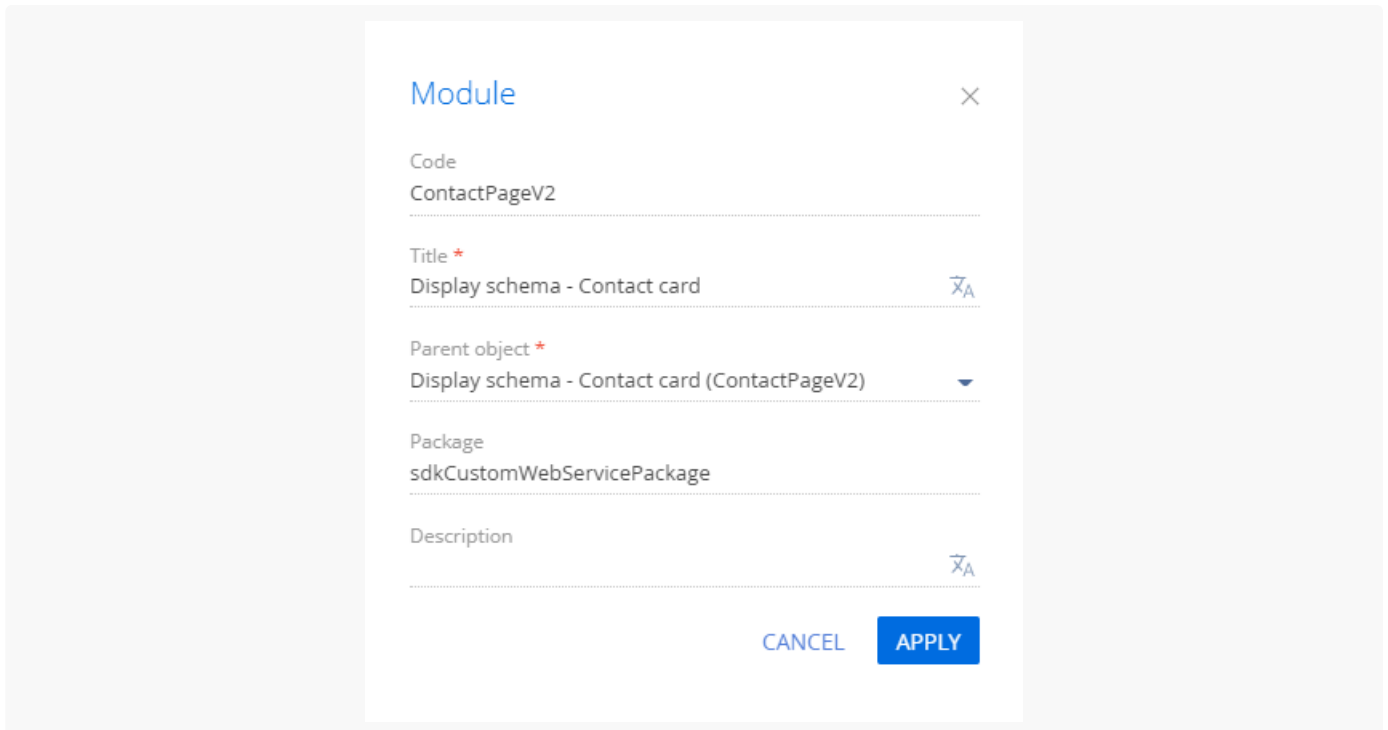 Module
Code
ContactPageV2
Title *
Display schema - Contact card
Parent object *
Display schema - Contact card (ContactPageV2)
Package
sdkCustomWebServicePackage
Description
CANCEL APPLY